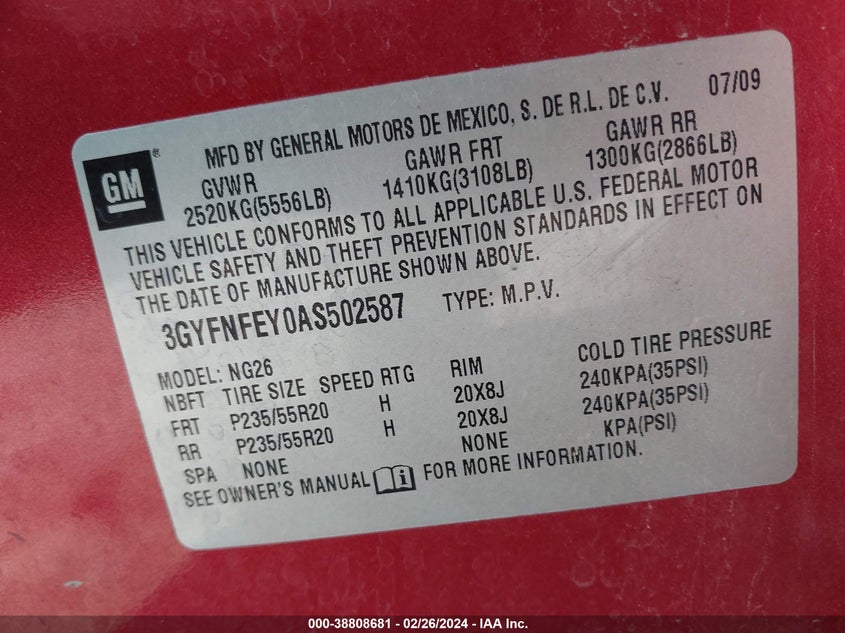 MFD BY GENERAL MOTORS DE MEXICO, S. DE R.L. DE C.V. 07/09
GM®
GVWR GAWR FRT GAWR RR
2520KG(5556LB) 1410KG(3108LB) 1300KG(2866LB)
THIS VEHICLE CONFORMS TO ALL APPLICABLE U.S. FEDERAL MOTOR
VEHICLE SAFETY AND THEFT PREVENTION STANDARDS IN EFFECT ON
THE DATE OF MANUFACTURE SHOWN ABOVE.
3GYFNFEY0AS502587 TYPE: M.P.V.
MODEL: NG26
NBFT TIRE SIZE SPEED RTG RIM COLD TIRE PRESSURE
FRT P235/55R20 H 20X8J 240KPA(35PSI)
RR P235/55R20 H 20X8J 240KPA(35PSI)
SPA NONE NONE KPA(PSI)
SEE OWNER'S MANUAL i FOR MORE INFORMATION.
000-38808681 - 02/26/2024 - IAA Inc.